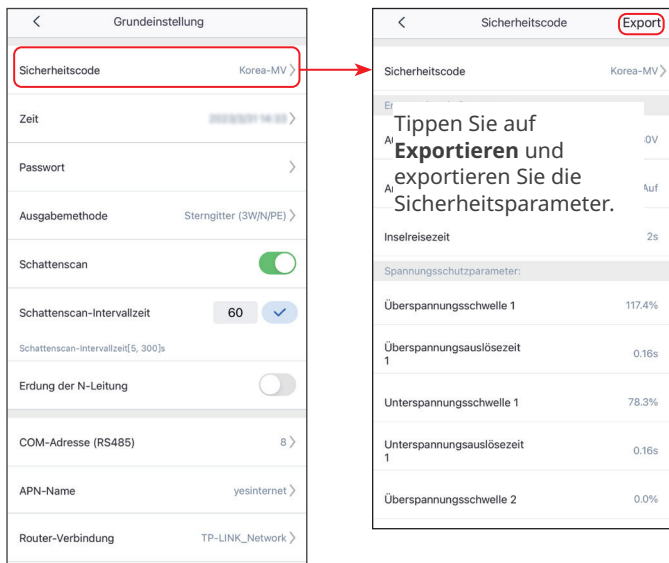 Grundeinstellung
Sicherheitscode Korea-MV
Zeit
Passwort
Ausgabemethode Sterngitter (3W/N/PE)
Schattenscan
Schattenscan-Intervallzeit 60
Schattenscan-Intervallzeit[5, 300]s
Erdung der N-Leitung
COM-Adresse (RS485) 8
APN-Name yesinternet
Router-Verbindung TP-LINK_Network
Sicherheitscode Export
Sicherheitscode Korea-MV
Tippen Sie auf
Exportieren und
exportieren Sie die
Sicherheitsparameter.
Auf
Inselreisezeit 2s
Spannungsschutzparameter:
Überspannungsschwelle 1 117.4%
Überspannungsauslösezeit
1 0.16s
Unterspannungsschwelle 1 78.3%
Unterspannungsauslösezeit
1 0.16s
Überspannungsschwelle 2 0.0%